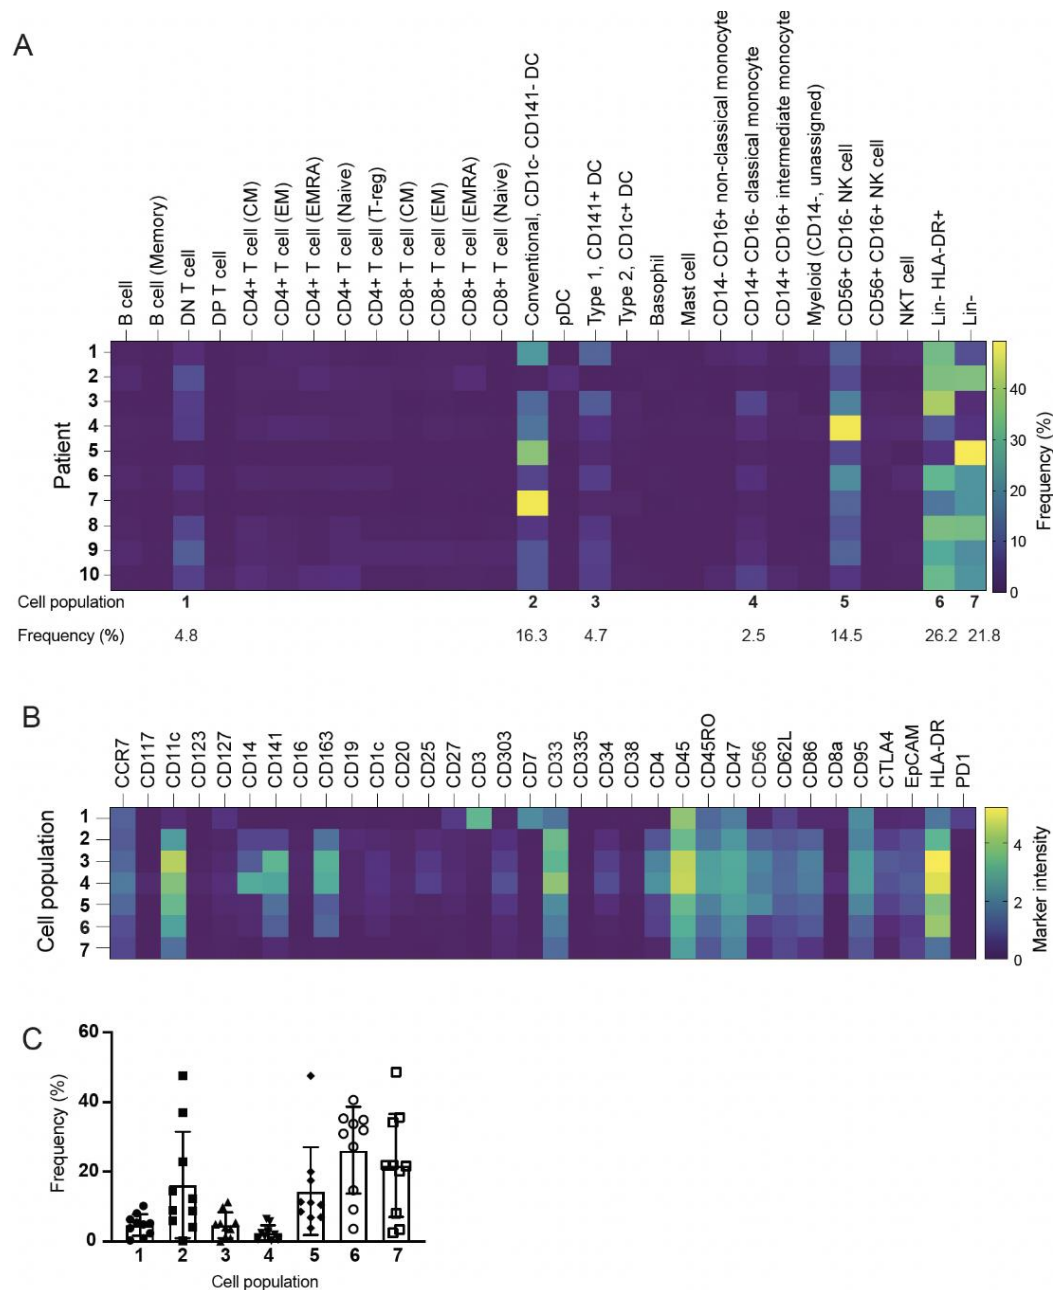 A
B cell
B cell (Memory)
DN T cell
DP T cell
CD4+ T cell (CM)
CD4+ T cell (EM)
CD4+ T cell (EMRA)
CD4+ T cell (Naive)
CD4+ T cell (T-reg)
CD8+ T cell (CM)
CD8+ T cell (EM)
CD8+ T cell (EMRA)
CD8+ T cell (Naive)
Conventional, CD1c- CD141- DC
pDC
Type 1, CD141+ DC
Type 2, CD1c+ DC
Basophil
Mast cell
CD14- CD16+ non-classical monocyte
CD14+ CD16- classical monocyte
CD14+ CD16+ intermediate monocyte
Myeloid (CD14-, unassigned)
CD56+ CD16- NK cell
CD56+ CD16+ NK cell
NKT cell
Lin- HLA-DR+
Lin-
Patient
1
2
3
4
5
6
7
8
9
10
40
30
20
10
0
Frequency (%)
Cell population 1 2 3 4 5 6 7
Frequency (%) 4.8 16.3 4.7 2.5 14.5 26.2 21.8
B
CCR7
CD117
CD11c
CD123
CD127
CD14
CD141
CD16
CD163
CD19
CD1c
CD20
CD25
CD27
CD3
CD303
CD7
CD33
CD335
CD34
CD38
CD4
CD45
CD45RO
CD47
CD56
CD62L
CD86
CD8a
CD95
CTLA4
EpCAM
HLA-DR
PD1
Cell population
1
2
3
4
5
6
7
4
2
0
Marker intensity
C
Frequency (%)
60
40
20
0
1 2 3 4 5 6 7
Cell population